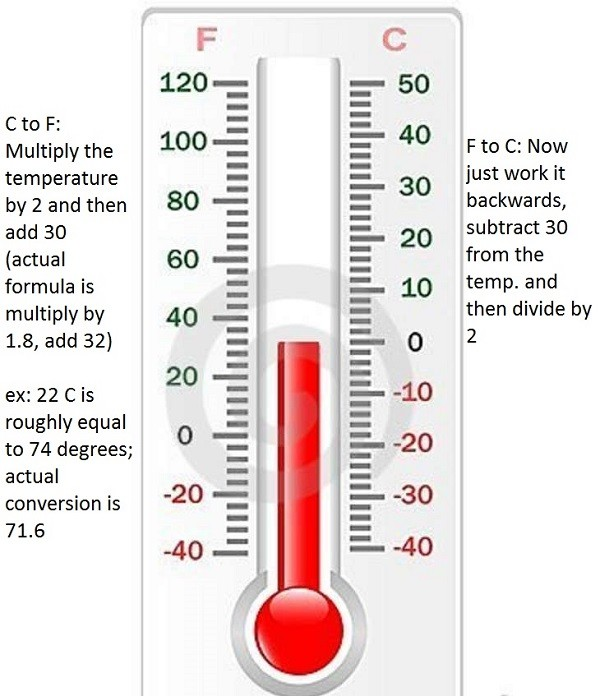 F C
120 50
100 40
80 30
60 20
40 10
20 0
0 -10
-20 -20
-40 -30
-40
C to F:
Multiply the
temperature
by 2 and then
add 30
(actual
formula is
multiply by
1.8, add 32)
ex: 22 C is
roughly equal
to 74 degrees;
actual
conversion is
71.6
F to C: Now
just work it
backwards,
subtract 30
from the
temp. and
then divide by
2